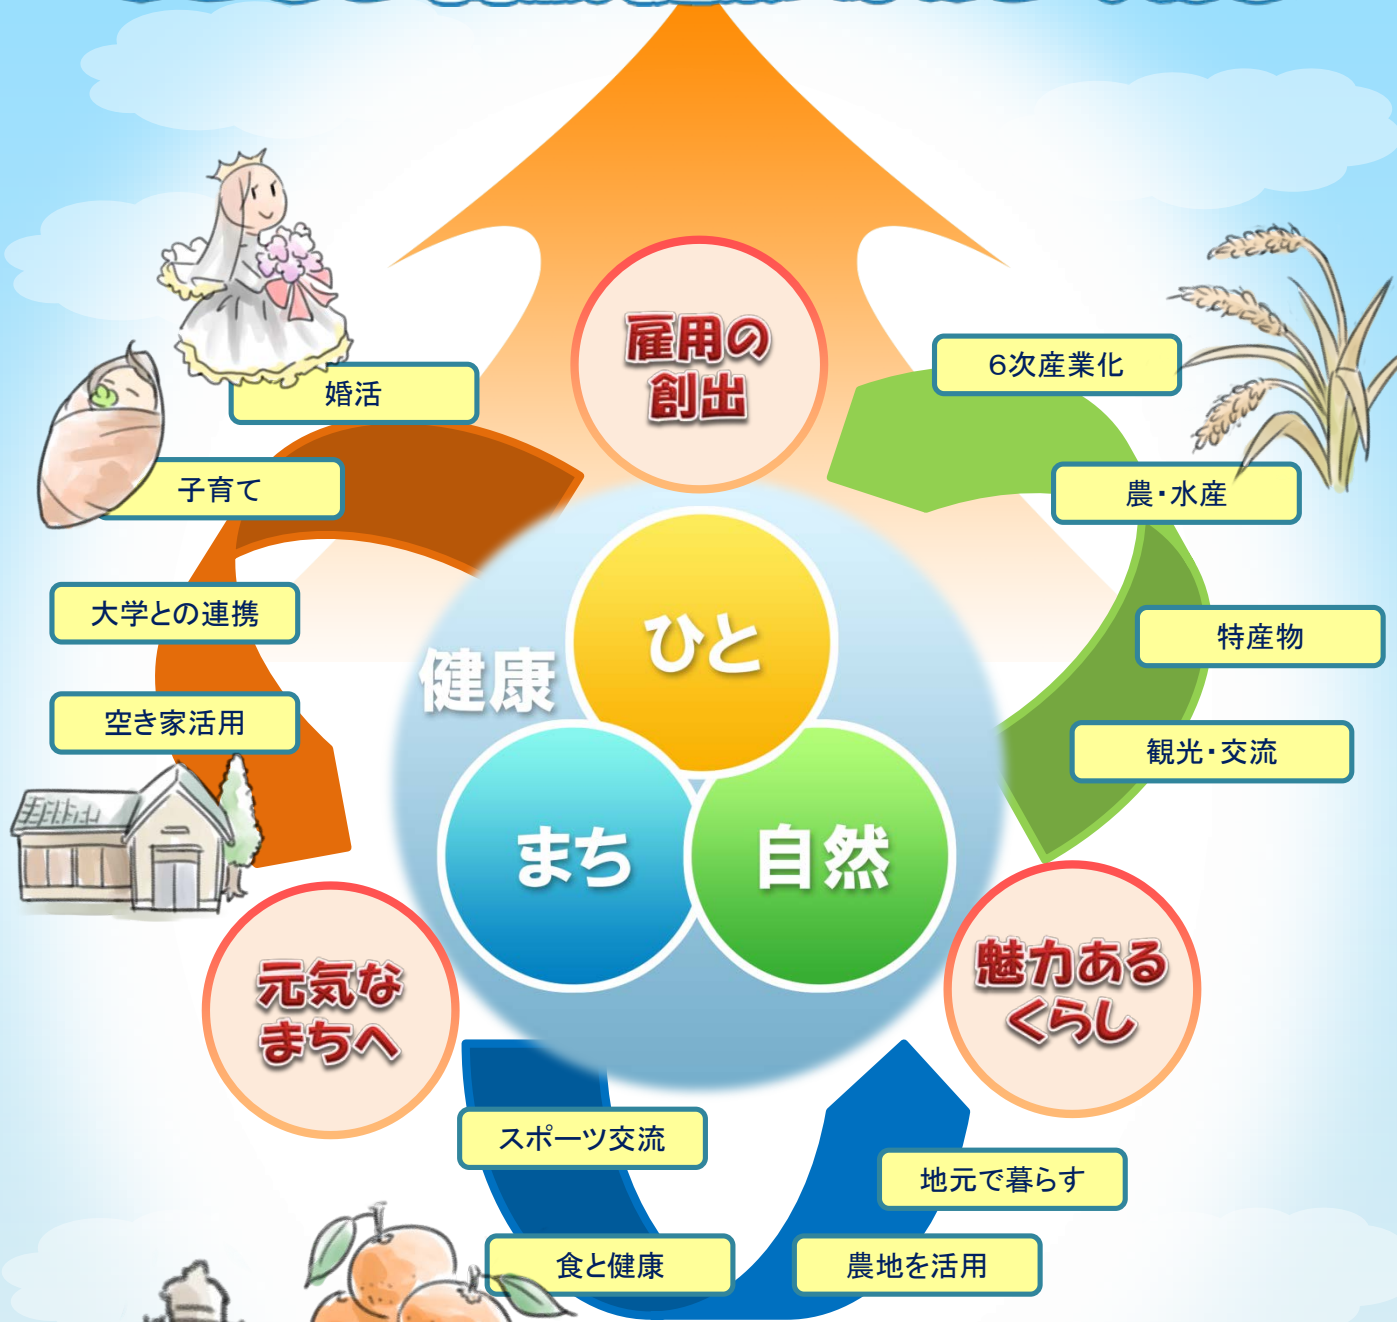 雇用の
創出
6次産業化
婚活
農・水産
子育て
大学との連携
特産物
ひと
健康
空き家活用
観光・交流
まち
自然
元気な
まちへ
魅力ある
くらし
スポーツ交流
地元で暮らす
食と健康
農地を活用